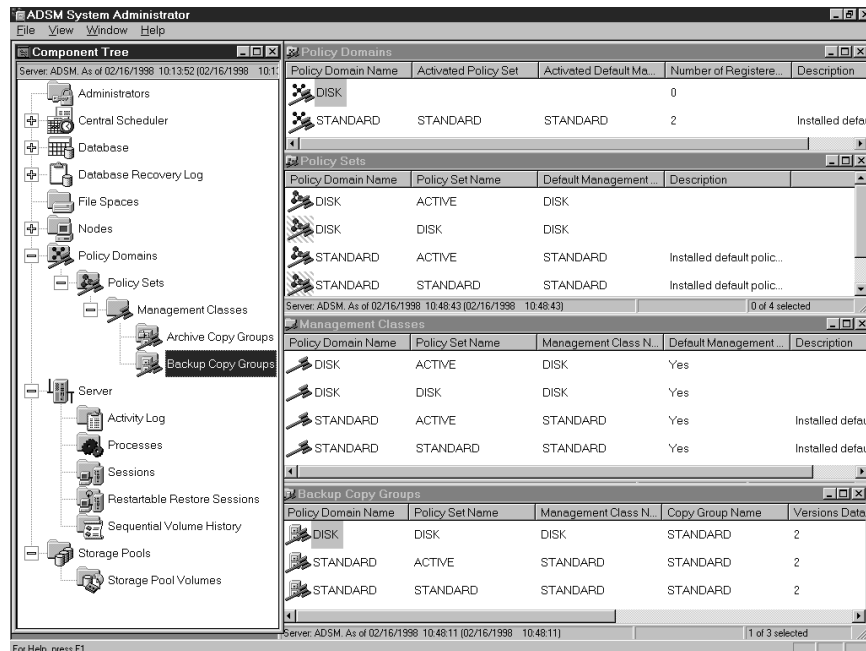 ADSM System Administrator
File View Window Help
Component Tree
Server: ADSM. As of 02/16/1998 10:13:52 (02/16/1998 10:1
Administrators
Central Scheduler
Database
Database Recovery Log
File Spaces
Nodes
Policy Domains
Policy Sets
Management Classes
Archive Copy Groups
Backup Copy Groups
Server
Activity Log
Processes
Sessions
Restartable Restore Sessions
Sequential Volume History
Storage Pools
Storage Pool Volumes
Policy Domains
Policy Domain Name Activated Policy Set Activated Default Ma... Number of Registere... Description
DISK 0
STANDARD STANDARD STANDARD 2 Installed defau
Policy Sets
Policy Domain Name Policy Set Name Default Management ... Description
DISK ACTIVE DISK
DISK DISK DISK
STANDARD ACTIVE STANDARD Installed default polic...
STANDARD STANDARD STANDARD Installed default polic...
Server: ADSM. As of 02/16/1998 10:48:43 (02/16/1998 10:48:43) 0 of 4 selected
Management Classes
Policy Domain Name Policy Set Name Management Class N... Default Management ... Description
DISK ACTIVE DISK Yes
DISK DISK DISK Yes
STANDARD ACTIVE STANDARD Yes Installed defau
STANDARD STANDARD STANDARD Yes Installed defau
Backup Copy Groups
Policy Domain Name Policy Set Name Management Class N... Copy Group Name Versions Data
DISK DISK DISK STANDARD 2
STANDARD ACTIVE STANDARD STANDARD 2
STANDARD STANDARD STANDARD STANDARD 2
Server: ADSM. As of 02/16/1998 10:48:11 (02/16/1998 10:48:11) 1 of 3 selected
For Help, press F1